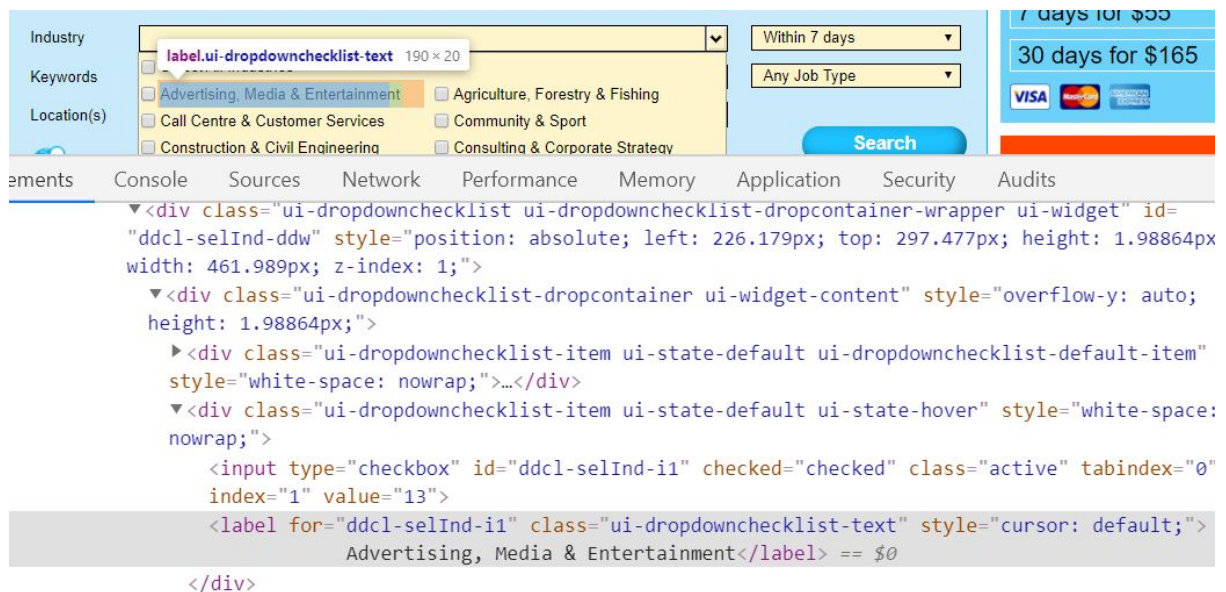 Industry
Within 7 days
7 days for $55
label.ui-dropdownchecklist-text 190 × 20
30 days for $165
Keywords
Any Job Type
Advertising, Media & Entertainment Agriculture, Forestry & Fishing
VISA MasterCard AMERICAN EXPRESS
Location(s)
Call Centre & Customer Services Community & Sport
Construction & Civil Engineering Consulting & Corporate Strategy
Search
ements Console Sources Network Performance Memory Application Security Audits
▼<div class="ui-dropdownchecklist ui-dropdownchecklist-dropcontainer-wrapper ui-widget" id=
"ddcl-selInd-ddw" style="position: absolute; left: 226.179px; top: 297.477px; height: 1.98864px
width: 461.989px; z-index: 1;">
▼<div class="ui-dropdownchecklist-dropcontainer ui-widget-content" style="overflow-y: auto;
height: 1.98864px;">
▶<div class="ui-dropdownchecklist-item ui-state-default ui-dropdownchecklist-default-item"
style="white-space: nowrap;">…</div>
▼<div class="ui-dropdownchecklist-item ui-state-default ui-state-hover" style="white-space:
nowrap;">
<input type="checkbox" id="ddcl-selInd-i1" checked="checked" class="active" tabindex="0"
index="1" value="13">
<label for="ddcl-selInd-i1" class="ui-dropdownchecklist-text" style="cursor: default;">
Advertising, Media & Entertainment</label> == $0
</div>